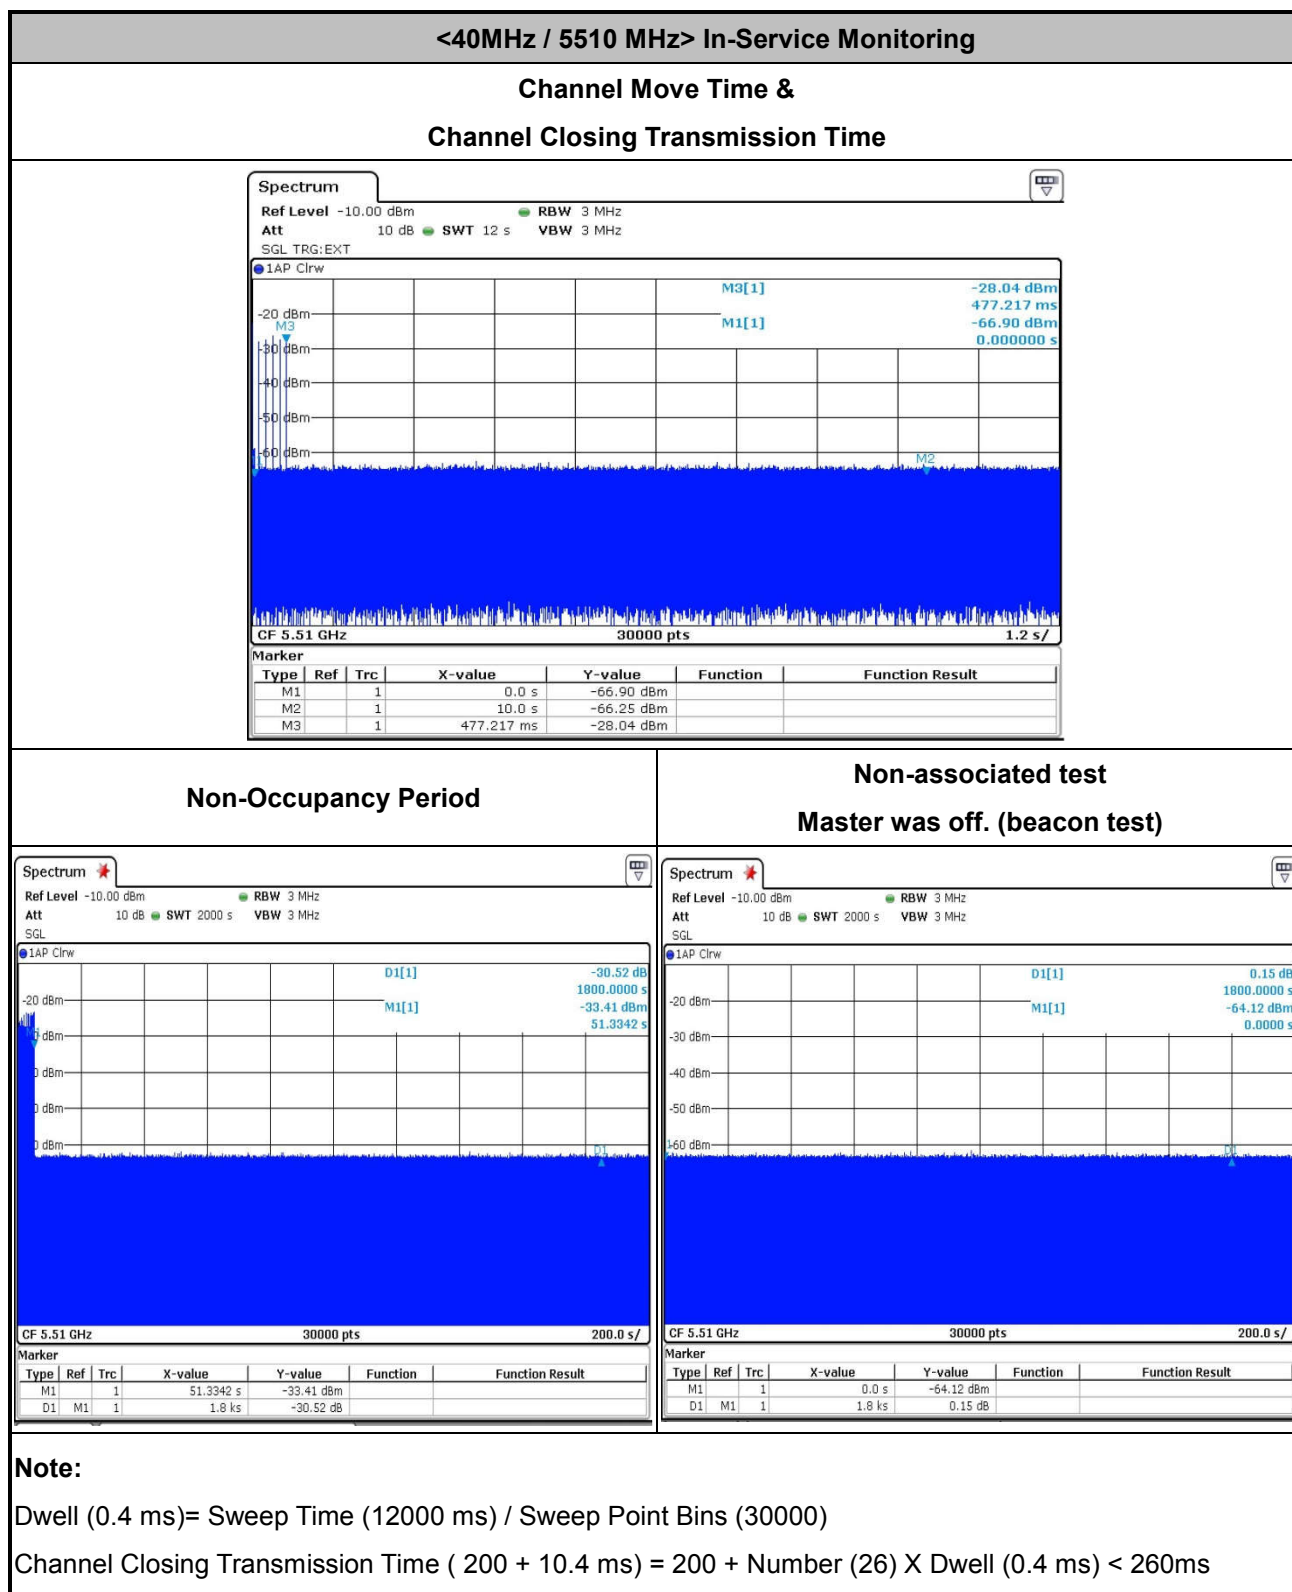 <40MHz / 5510 MHz> In-Service Monitoring
Channel Move Time &
Channel Closing Transmission Time
Spectrum
Ref Level -10.00 dBm RBW 3 MHz
Att 10 dB SWT 12 s VBW 3 MHz
SGL TRG:EXT
1AP Clrw
M3[1] -28.04 dBm
477.217 ms
-20 dBm
M3
M1[1] -66.90 dBm
0.000000 s
-30 dBm
-40 dBm
-50 dBm
-60 dBm
M2
CF 5.51 GHz 30000 pts 1.2 s/
Marker
Type Ref Trc X-value Y-value Function Function Result
M1 1 0.0 s -66.90 dBm
M2 1 10.0 s -66.25 dBm
M3 1 477.217 ms -28.04 dBm
Non-Occupancy Period
Non-associated test
Master was off. (beacon test)
Spectrum
Ref Level -10.00 dBm RBW 3 MHz
Att 10 dB SWT 2000 s VBW 3 MHz
SGL
1AP Clrw
D1[1] -30.52 dB
1800.0000 s
-20 dBm
M1[1] -33.41 dBm
51.3342 s
dBm
0 dBm
0 dBm
0 dBm
D1
CF 5.51 GHz 30000 pts 200.0 s/
Marker
Type Ref Trc X-value Y-value Function Function Result
M1 1 51.3342 s -33.41 dBm
D1 M1 1 1.8 ks -30.52 dB
Spectrum
Ref Level -10.00 dBm RBW 3 MHz
Att 10 dB SWT 2000 s VBW 3 MHz
SGL
1AP Clrw
D1[1] 0.15 dB
1800.0000 s
-20 dBm
M1[1] -64.12 dBm
0.0000 s
-30 dBm
-40 dBm
-50 dBm
-60 dBm
D1
CF 5.51 GHz 30000 pts 200.0 s/
Marker
Type Ref Trc X-value Y-value Function Function Result
M1 1 0.0 s -64.12 dBm
D1 M1 1 1.8 ks 0.15 dB
Note:
Dwell (0.4 ms)= Sweep Time (12000 ms) / Sweep Point Bins (30000)
Channel Closing Transmission Time ( 200 + 10.4 ms) = 200 + Number (26) X Dwell (0.4 ms) < 260ms